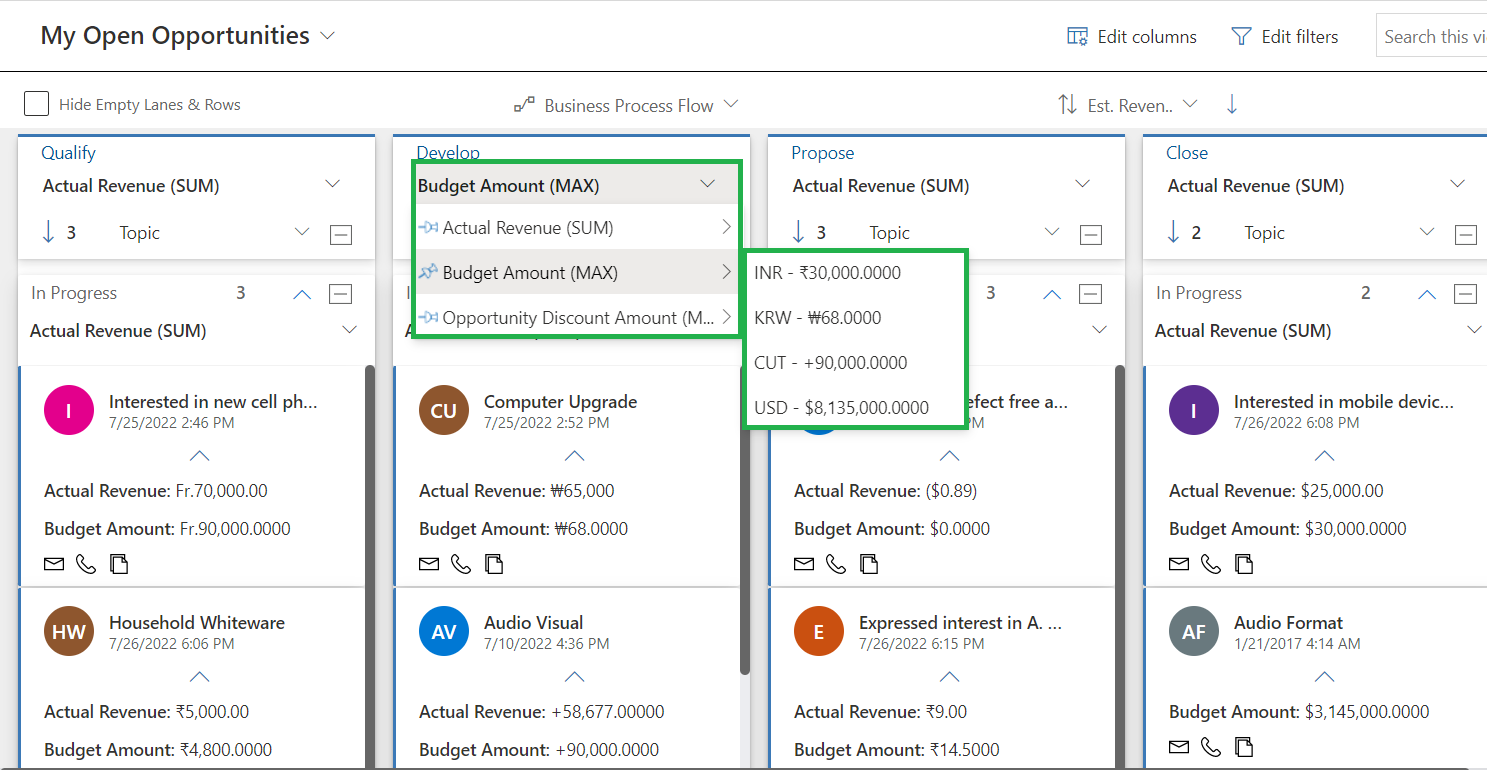 My Open Opportunities
Edit columns
Edit filters
Search this vi
Hide Empty Lanes & Rows
Business Process Flow
Est. Reven..
Qualify
Actual Revenue (SUM)
3 Topic
In Progress 3
Actual Revenue (SUM)
I
Interested in new cell ph...
7/25/2022 2:46 PM
Actual Revenue: Fr.70,000.00
Budget Amount: Fr.90,000.0000
HW
Household Whiteware
7/26/2022 6:06 PM
Actual Revenue: ₹5,000.00
Budget Amount: ₹4,800.0000
Develop
Budget Amount (MAX)
Actual Revenue (SUM)
Budget Amount (MAX)
Opportunity Discount Amount (M...
INR - ₹30,000.0000
KRW - ₩68.0000
CUT - +90,000.0000
USD - $8,135,000.0000
CU
Computer Upgrade
7/25/2022 2:52 PM
Actual Revenue: ₩65,000
Budget Amount: ₩68.0000
AV
Audio Visual
7/10/2022 4:36 PM
Actual Revenue: +58,677.00000
Budget Amount: +90,000.0000
Propose
Actual Revenue (SUM)
3 Topic
3
efect free a...
PM
Actual Revenue: ($0.89)
Budget Amount: $0.0000
E
Expressed interest in A. ...
7/26/2022 6:15 PM
Actual Revenue: ₹9.00
Budget Amount: ₹14.5000
Close
Actual Revenue (SUM)
2 Topic
In Progress 2
Actual Revenue (SUM)
I
Interested in mobile devic...
7/26/2022 6:08 PM
Actual Revenue: $25,000.00
Budget Amount: $30,000.0000
AF
Audio Format
1/21/2017 4:14 AM
Budget Amount: $3,145,000.0000